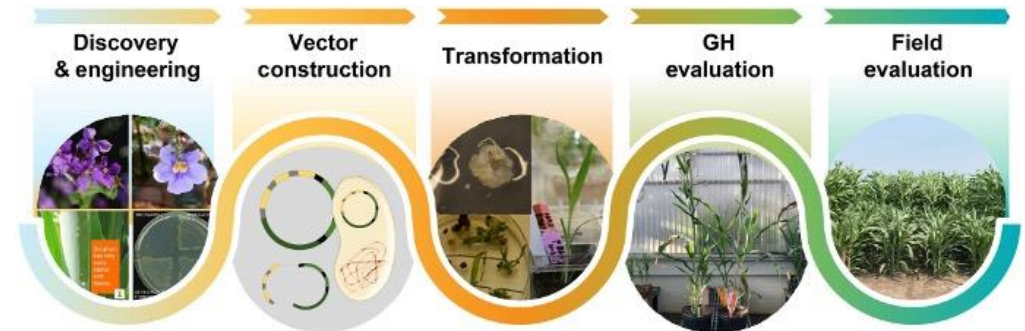 Discovery
& engineering
Vector
construction
Transformation
GH
evaluation
Field
evaluation